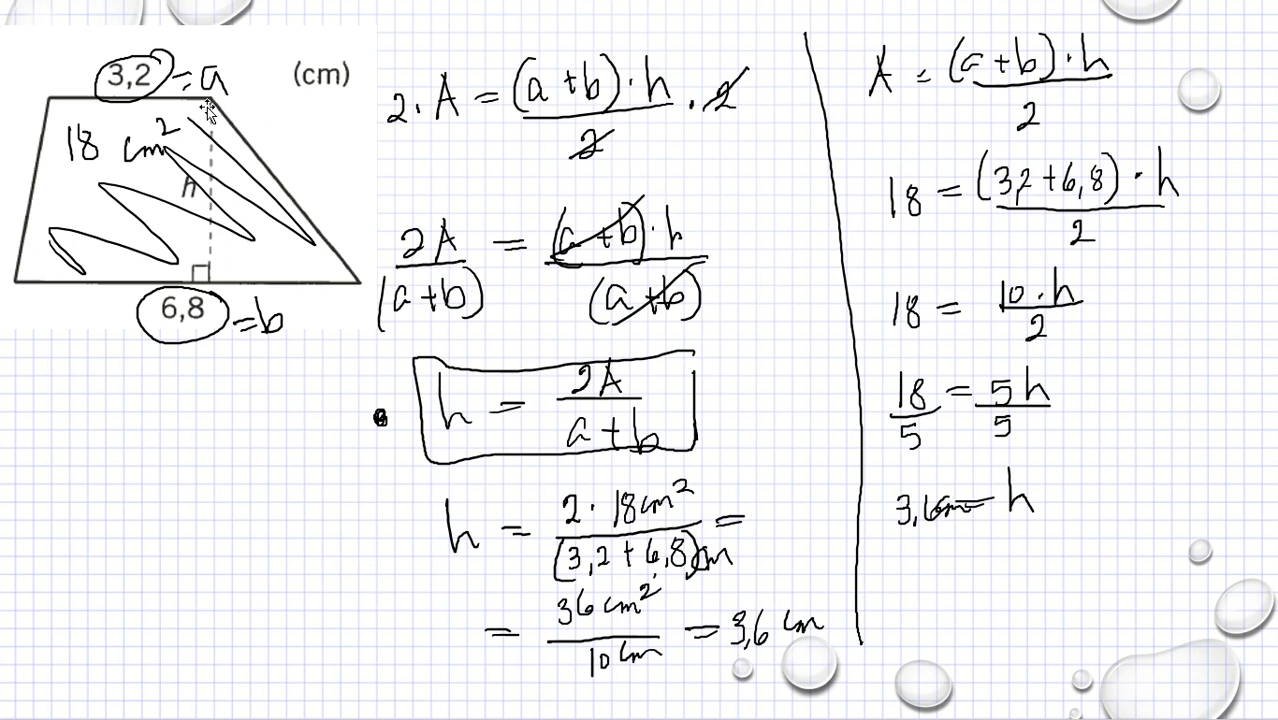 3,2 = a (cm)
18 cm²
h
6,8 = b
2 · A = (a + b) · h / 2 · 2
2A / (a + b) = (a + b) · h / (a + b)
h = 2A / a + b
h = 2 · 18 cm² / (3,2 + 6,8) cm =
= 36 cm² / 10 cm = 3,6 cm
A = (a + b) · h / 2
18 = (3,2 + 6,8) · h / 2
18 = 10 · h / 2
18 / 5 = 5h / 5
3,6 cm = h